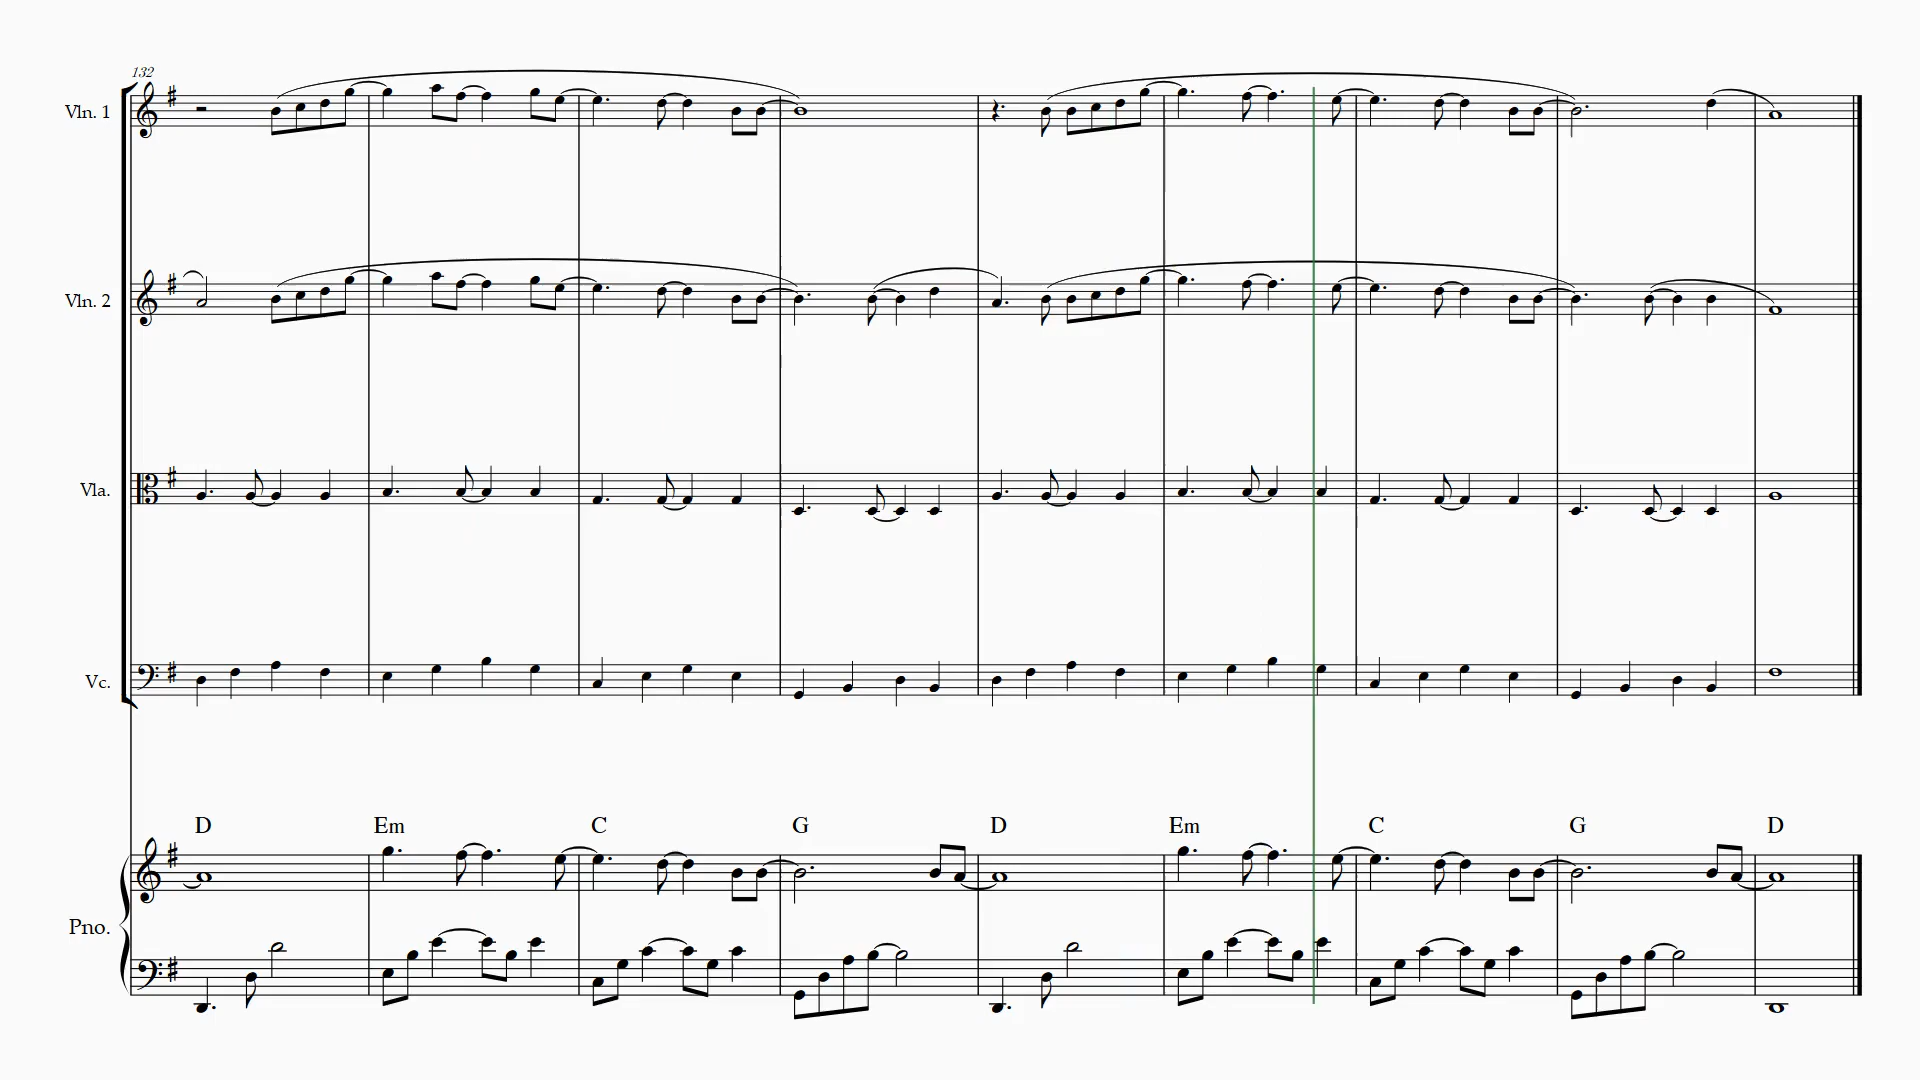 132
Vln. 1
Vln. 2
Vla.
Vc.
D Em C G D Em C G D
Pno.